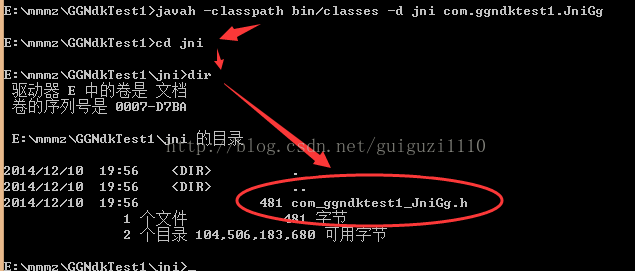 E:\mmmz\GGNdkTest1>javah -classpath bin/classes -d jni com.ggndktest1.JniGg
E:\mmmz\GGNdkTest1>cd jni
E:\mmmz\GGNdkTest1\jni>dir
驱动器 E 中的卷是 文档
卷的序列号是 0007-D7BA
E:\mmmz\GGNdkTest1\jni 的目录
http://blog.csdn.net/guiguzi1110
2014/12/10 19:56 <DIR> .
2014/12/10 19:56 <DIR> ..
2014/12/10 19:56 481 com_ggndktest1_JniGg.h
1 个文件 481 字节
2 个目录 104,506,183,680 可用字节
E:\mmmz\GGNdkTest1\jni>_